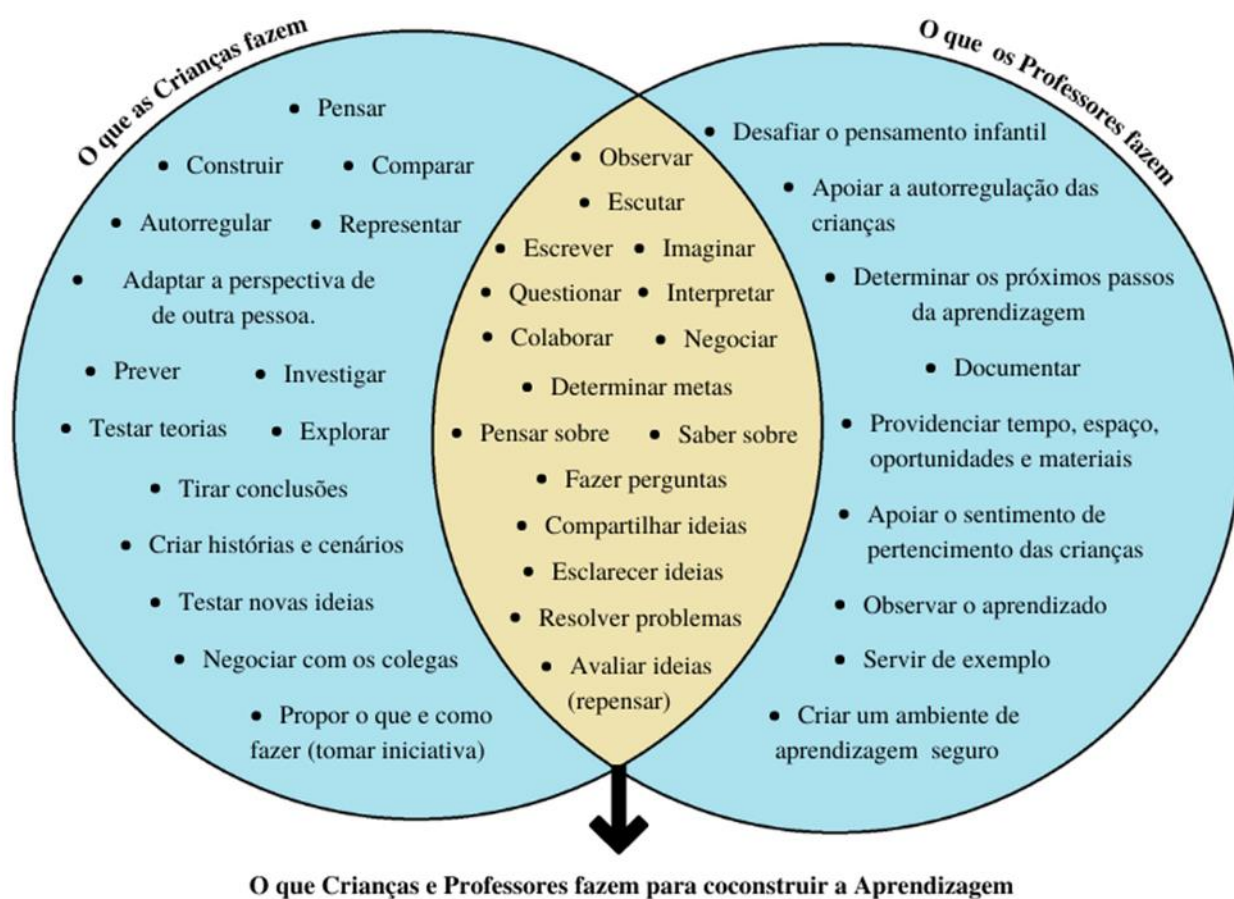 O que as Crianças fazem
• Pensar
• Construir • Comparar
• Autorregular • Representar
• Adaptar a perspectiva de
de outra pessoa.
• Prever • Investigar
• Testar teorias • Explorar
• Tirar conclusões
• Criar histórias e cenários
• Testar novas ideias
• Negociar com os colegas
• Propor o que e como
fazer (tomar iniciativa)
• Observar
• Escutar
• Escrever • Imaginar
• Questionar • Interpretar
• Colaborar • Negociar
• Determinar metas
• Pensar sobre • Saber sobre
• Fazer perguntas
• Compartilhar ideias
• Esclarecer ideias
• Resolver problemas
• Avaliar ideias
(repensar)
O que os Professores fazem
• Desafiar o pensamento infantil
• Apoiar a autorregulação das
crianças
• Determinar os próximos passos
da aprendizagem
• Documentar
• Providenciar tempo, espaço,
oportunidades e materiais
• Apoiar o sentimento de
pertencimento das crianças
• Observar o aprendizado
• Servir de exemplo
• Criar um ambiente de
aprendizagem seguro
O que Crianças e Professores fazem para coconstruir a Aprendizagem